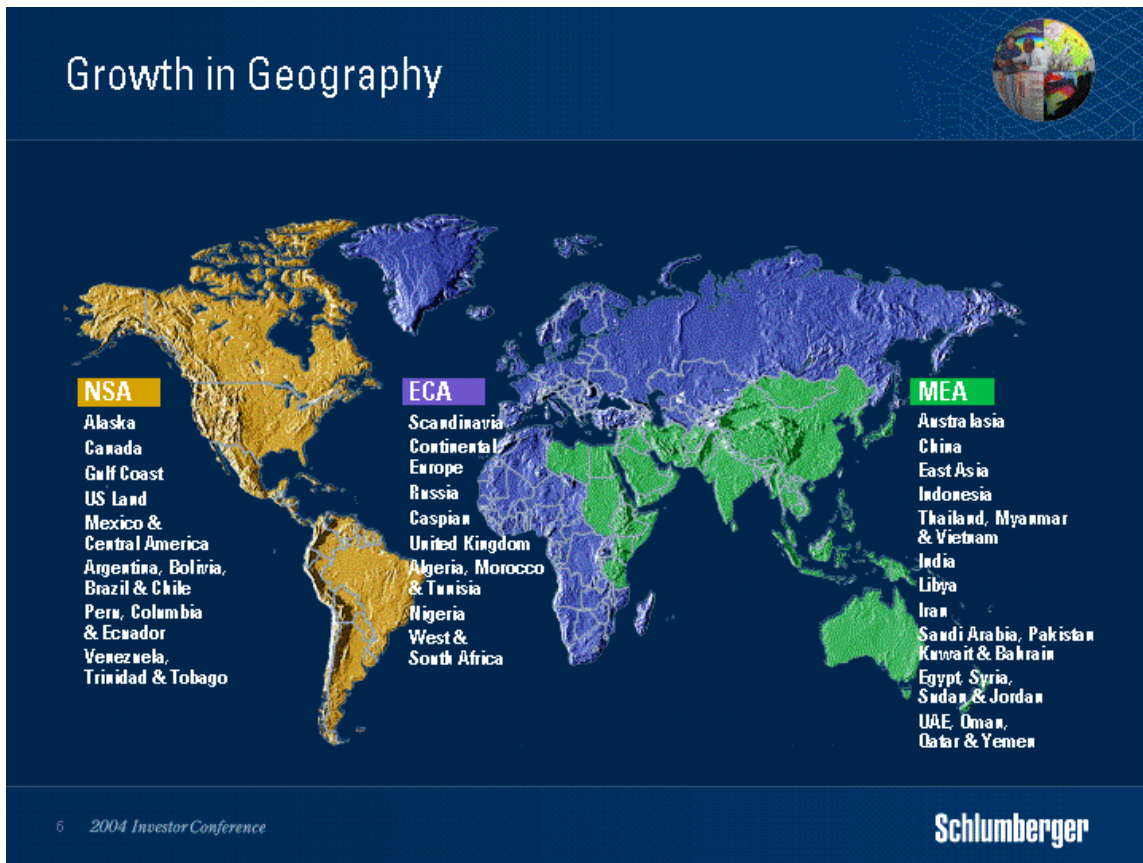 Growth in Geography
NSA
Alaska
Canada
Gulf Coast
US Land
Mexico &
Central America
Argentina, Bolivia,
Brazil & Chile
Peru, Columbia
& Ecuador
Venezuela,
Trinidad & Tobago
ECA
Scandinavia
Continental
Europe
Russia
Caspian
United Kingdom
Algeria, Morocco
& Tunisia
Nigeria
West &
South Africa
MEA
Australasia
China
East Asia
Indonesia
Thailand, Myanmar
& Vietnam
India
Libya
Iran
Saudi Arabia, Pakistan
Kuwait & Bahrain
Egypt, Syria,
Sudan & Jordan
UAE, Oman,
Qatar & Yemen
6 2004 Investor Conference
Schlumberger